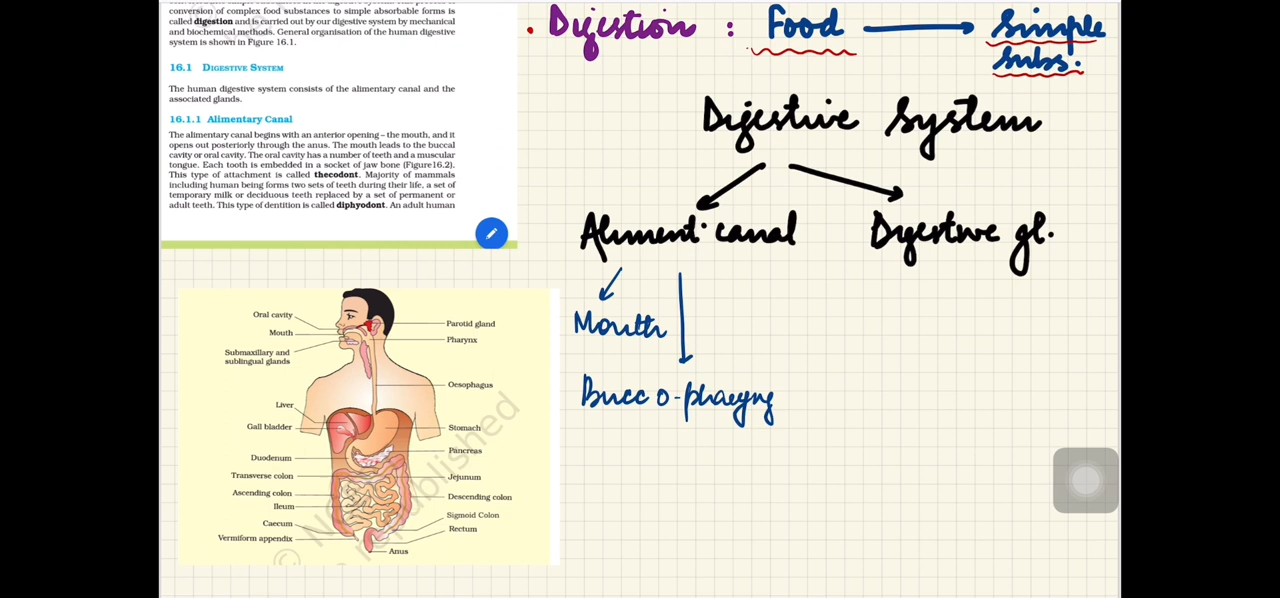 conversion of complex food substances to simple absorbable forms is
called digestion and is carried out by our digestive system by mechanical
and biochemical methods. General organisation of the human digestive
system is shown in Figure 16.1.
16.1 DIGESTIVE SYSTEM
The human digestive system consists of the alimentary canal and the
associated glands.
16.1.1 Alimentary Canal
The alimentary canal begins with an anterior opening – the mouth, and it
opens out posteriorly through the anus. The mouth leads to the buccal
cavity or oral cavity. The oral cavity has a number of teeth and a muscular
tongue. Each tooth is embedded in a socket of jaw bone (Figure16.2).
This type of attachment is called thecodont. Majority of mammals
including human being forms two sets of teeth during their life, a set of
temporary milk or deciduous teeth replaced by a set of permanent or
adult teeth. This type of dentition is called diphyodont. An adult human
Digestion : Food → Simple
Subs.
Digestive System
Aliment. canal Digestive gl.
Mouth
Bucco-pharyng
Oral cavity
Mouth
Submaxillary and
sublingual glands
Liver
Gall bladder
Duodenum
Transverse colon
Ascending colon
Ileum
Caecum
Vermiform appendix
Parotid gland
Pharynx
Oesophagus
Stomach
Pancreas
Jejunum
Descending colon
Sigmoid Colon
Rectum
Anus